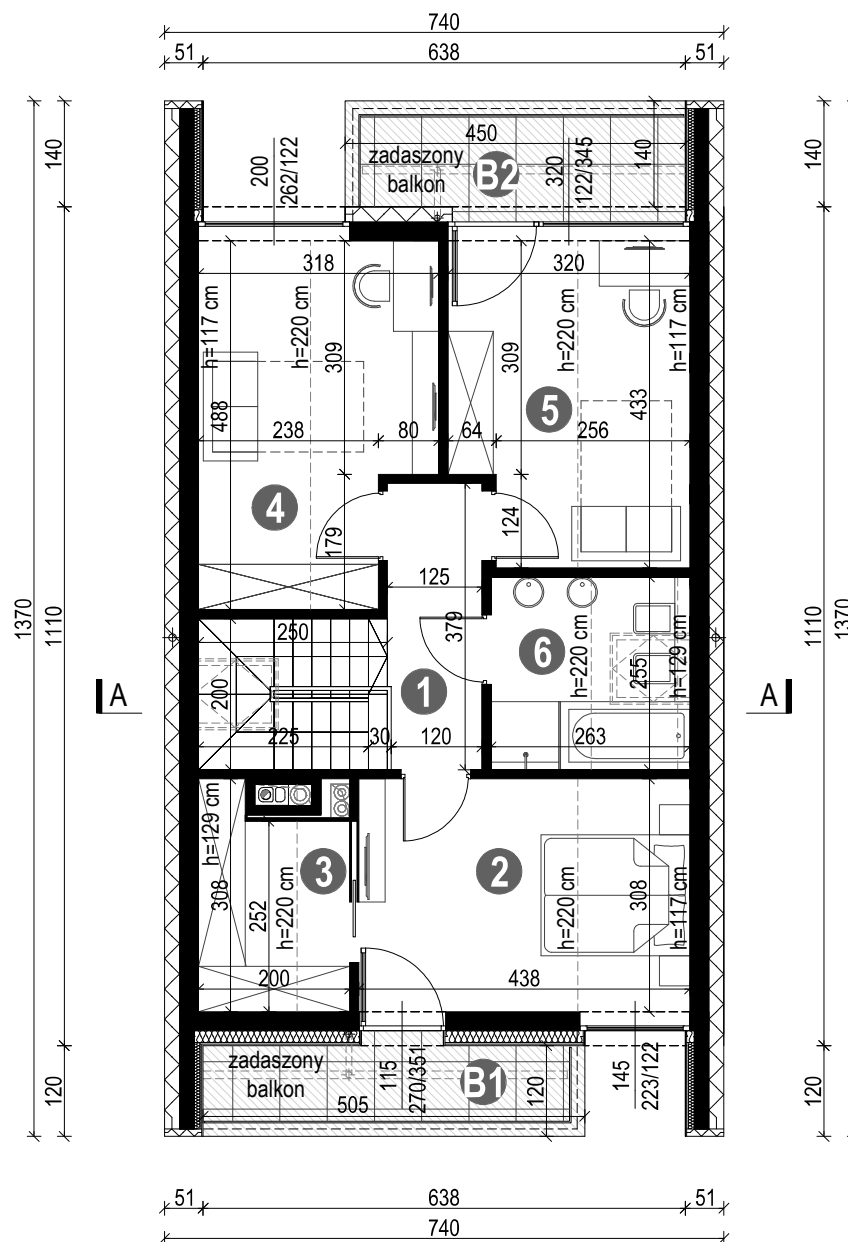 740
51 638 51
140
1370
1110
120
140
1110
1370
120
450
zadaszony
balkon
B2
140
200
262/122
320
122/345
318
320
h=117 cm
h=220 cm
309
488
238
80
4
179
h=220 cm
h=117 cm
309
433
5
64
256
124
125
379
250
200
225
30
120
1
6
h=220 cm
255
h=129 cm
263
A
A
h=129 cm
308
252
h=220 cm
3
200
2
h=220 cm
308
h=117 cm
438
zadaszony
balkon
B1
505
115
270/351
120
145
223/122
51 638 51
740